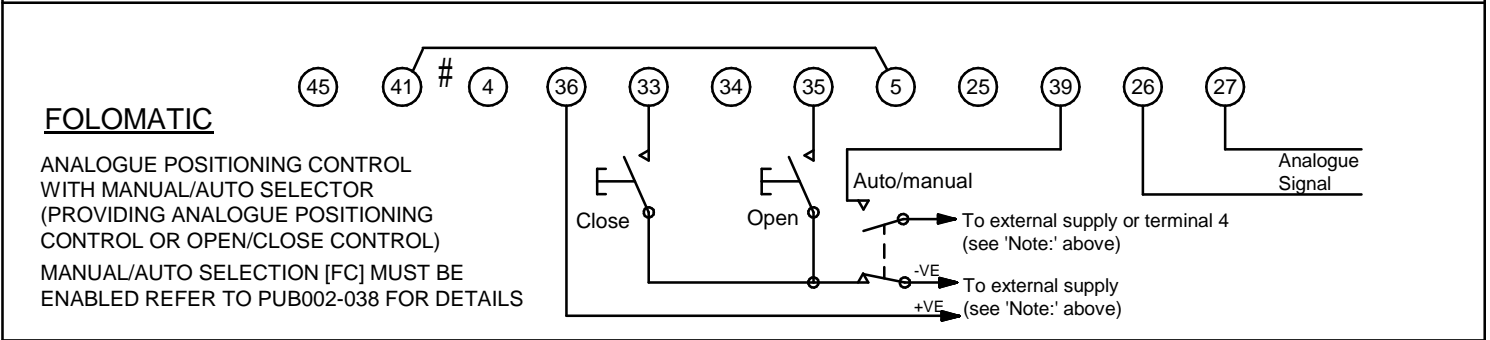 45 41 # 4 36 33 34 35 5 25 39 26 27
FOLOMATIC
ANALOGUE POSITIONING CONTROL
WITH MANUAL/AUTO SELECTOR
(PROVIDING ANALOGUE POSITIONING
CONTROL OR OPEN/CLOSE CONTROL)
MANUAL/AUTO SELECTION [FC] MUST BE
ENABLED REFER TO PUB002-038 FOR DETAILS
Close
Open
Auto/manual
Analogue
Signal
To external supply or terminal 4
(see 'Note:' above)
-VE
To external supply
+VE
(see 'Note:' above)